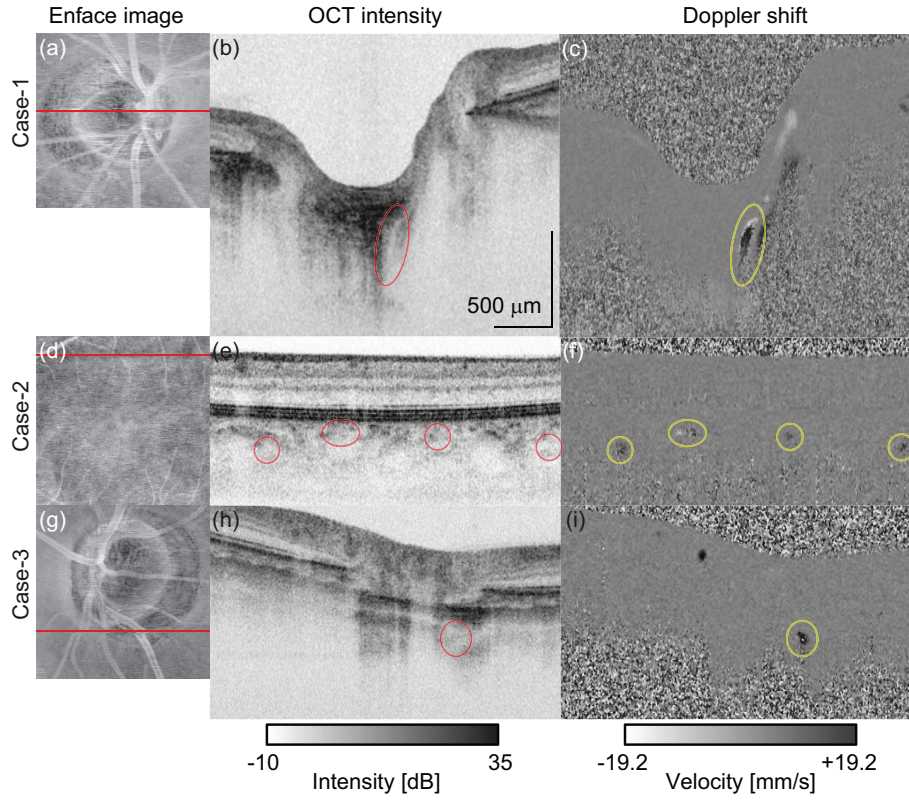 Enface image
OCT intensity
Doppler shift
Case-1
(a)
(b)
(c)
500 μm
Case-2
(d)
(e)
(f)
Case-3
(g)
(h)
(i)
-10
35
Intensity [dB]
-19.2
+19.2
Velocity [mm/s]